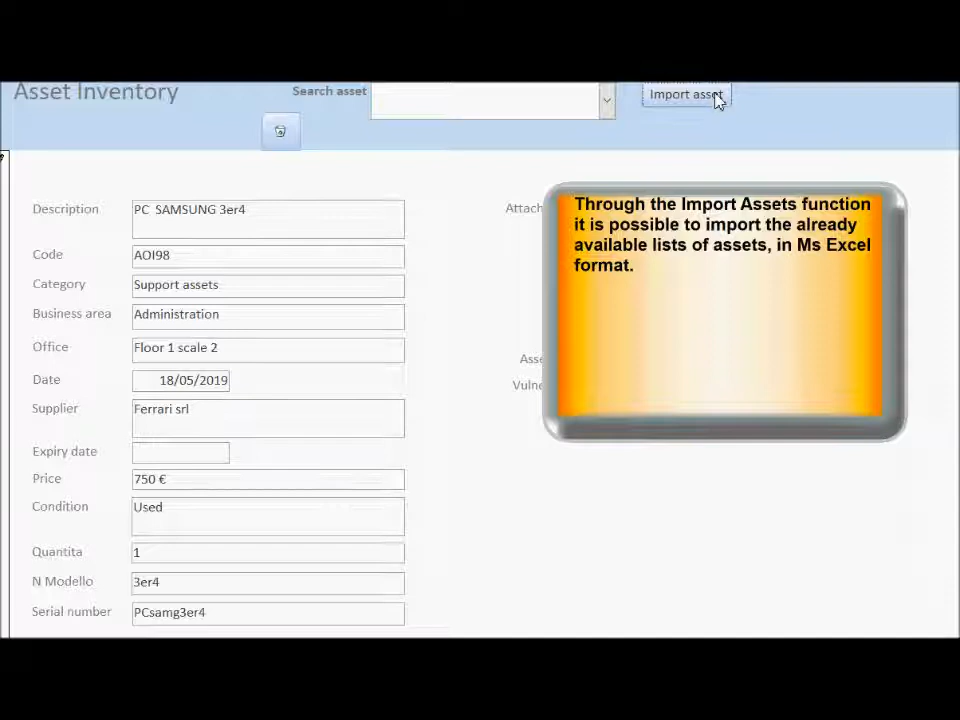 Asset Inventory
Search asset
Import asset
Description PC SAMSUNG 3er4
Code AOI98
Category Support assets
Business area Administration
Office Floor 1 scale 2
Date 18/05/2019
Supplier Ferrari srl
Expiry date
Price 750 €
Condition Used
Quantita 1
N Modello 3er4
Serial number PCsamg3er4
Through the Import Assets function
it is possible to import the already
available lists of assets, in Ms Excel
format.